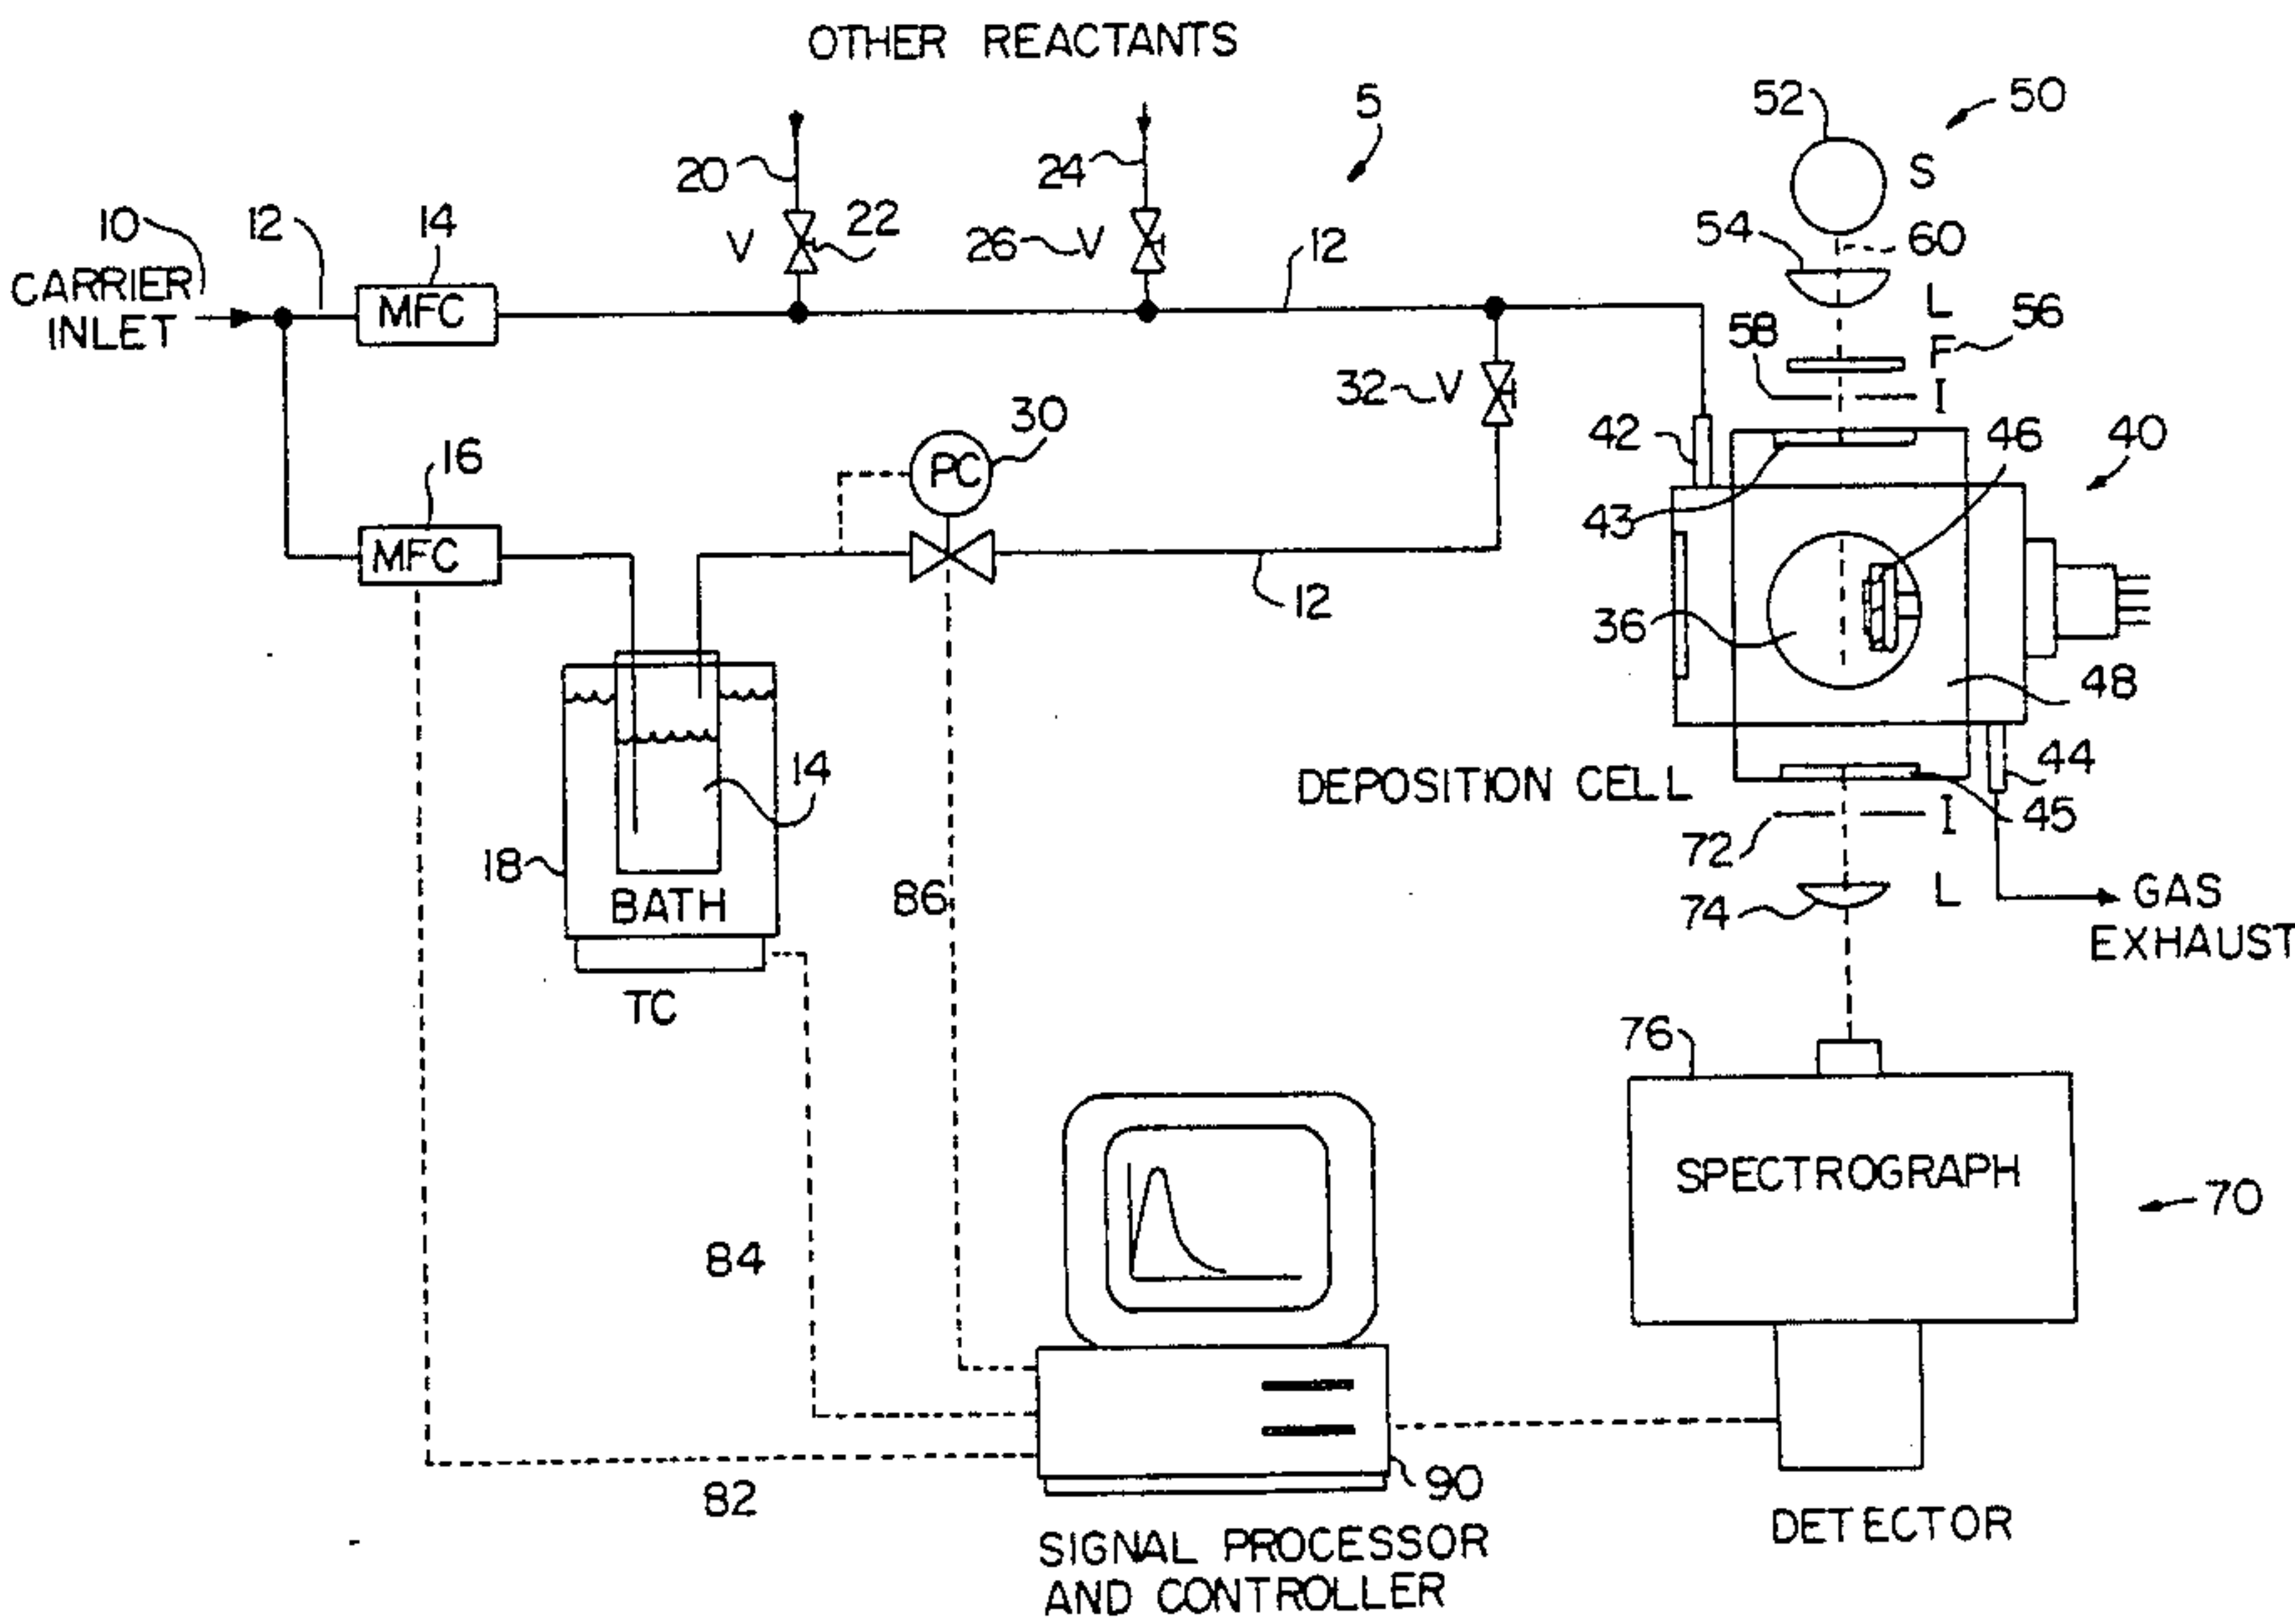 OTHER REACTANTS
5
52
50
S
20
24
22
V
26
V
54
60
10
12
14
CARRIER
INLET
MFC
12
L
58
F
56
I
32
V
30
PC
42
46
40
16
MFC
43
12
36
48
14
DEPOSITION CELL
44
45
72
I
18
BATH
86
74
L
GAS
EXHAUST
TC
76
SPECTROGRAPH
70
84
82
90
SIGNAL PROCESSOR
AND CONTROLLER
DETECTOR